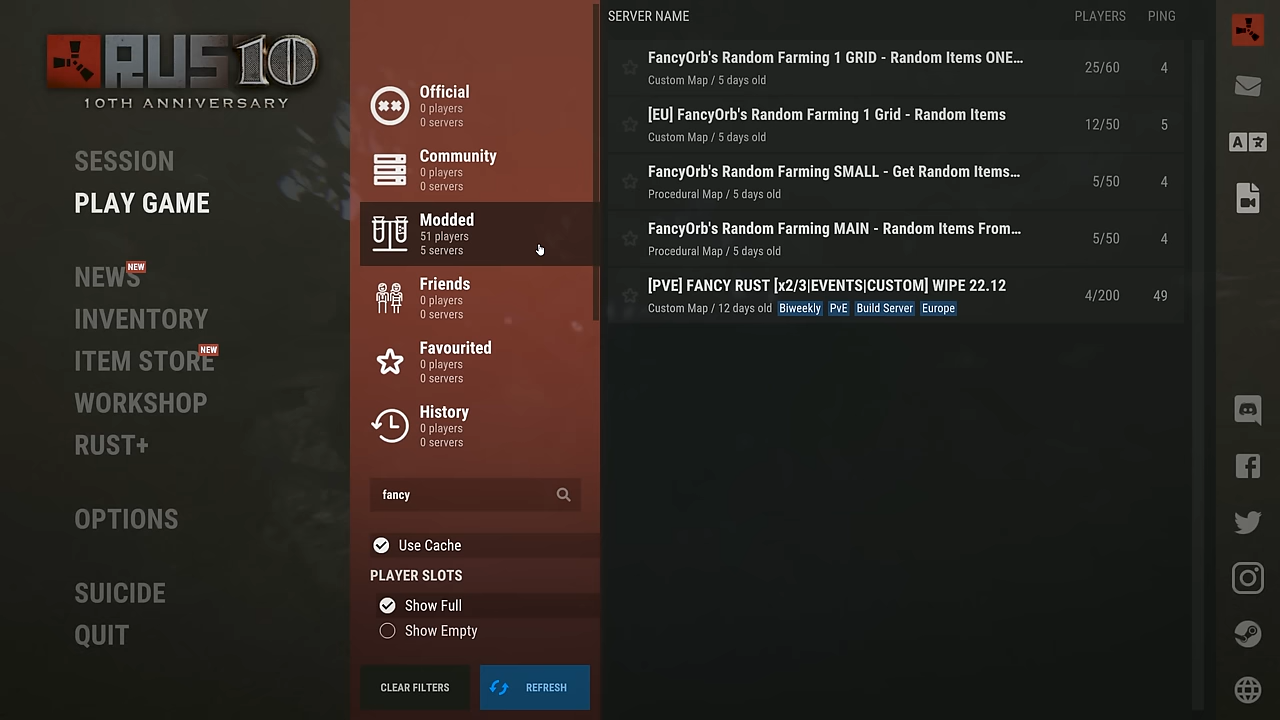 RUS10
10TH ANNIVERSARY
SESSION
PLAY GAME
NEWS NEW
INVENTORY
ITEM STORE NEW
WORKSHOP
RUST+
OPTIONS
SUICIDE
QUIT
Official
0 players
0 servers
Community
0 players
0 servers
Modded
51 players
5 servers
Friends
0 players
0 servers
Favourited
0 players
0 servers
History
0 players
0 servers
fancy
Use Cache
PLAYER SLOTS
Show Full
Show Empty
CLEAR FILTERS
REFRESH
SERVER NAME PLAYERS PING
FancyOrb's Random Farming 1 GRID - Random Items ONE... 25/60 4
Custom Map / 5 days old
[EU] FancyOrb's Random Farming 1 Grid - Random Items 12/50 5
Custom Map / 5 days old
FancyOrb's Random Farming SMALL - Get Random Items... 5/50 4
Procedural Map / 5 days old
FancyOrb's Random Farming MAIN - Random Items From... 5/50 4
Procedural Map / 5 days old
[PVE] FANCY RUST [x2/3|EVENTS|CUSTOM] WIPE 22.12 4/200 49
Custom Map / 12 days old Biweekly PvE Build Server Europe
A 文